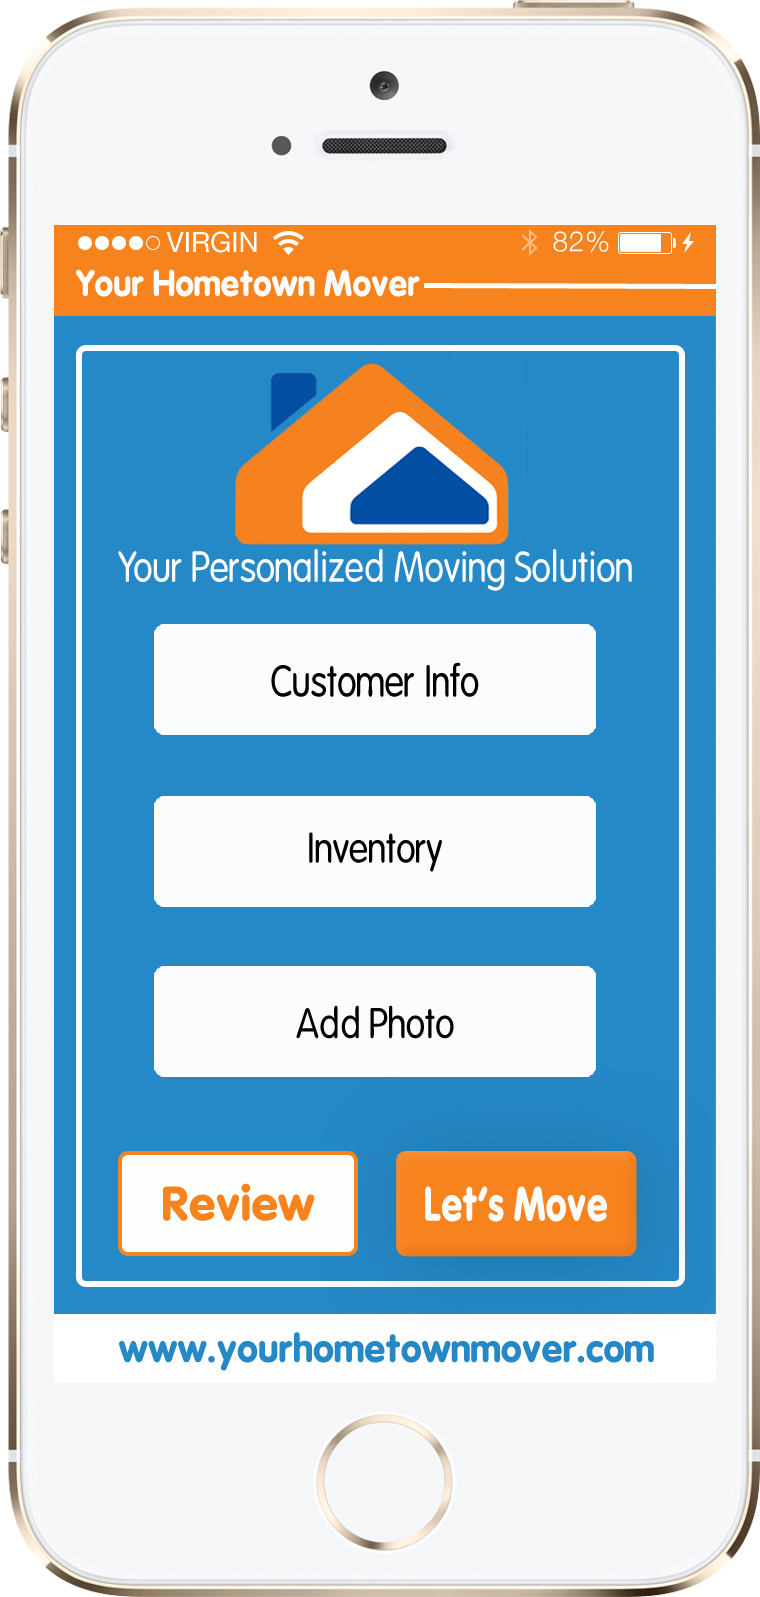 VIRGIN 82%
Your Hometown Mover
Your Personalized Moving Solution
Customer Info
Inventory
Add Photo
Review Let's Move
www.yourhometownmover.com